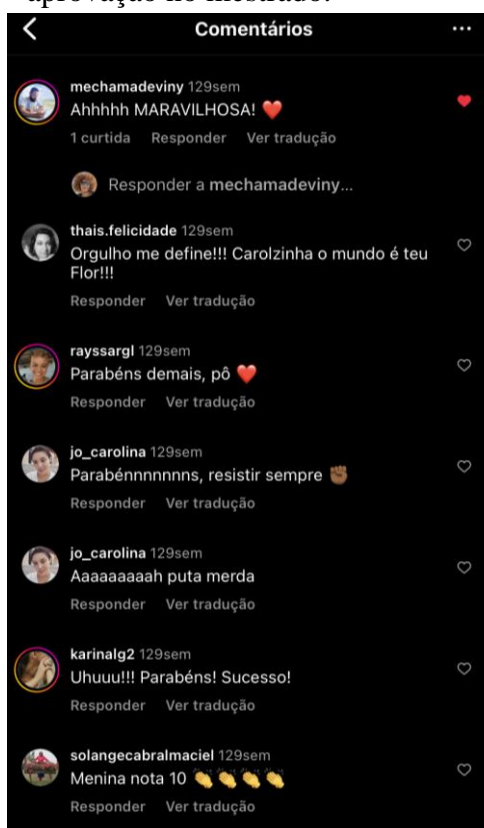 aprovação no mestrado.
Comentários
mechamadeviny 129sem
Ahhhhh MARAVILHOSA! ❤️
1 curtida Responder Ver tradução
Responder a mechamadeviny...
thais.felicidade 129sem
Orgulho me define!!! Carolzinha o mundo é teu
Flor!!!
Responder Ver tradução
rayssargl 129sem
Parabéns demais, pô ❤️
Responder Ver tradução
jo_carolina 129sem
Parabénnnnnnns, resistir sempre ✊🏾
Responder Ver tradução
jo_carolina 129sem
Aaaaaaaaah puta merda
Responder Ver tradução
karinalg2 129sem
Uhuuu!!! Parabéns! Sucesso!
Responder Ver tradução
solangecabralmaciel 129sem
Menina nota 10 👏👏👏👏
Responder Ver tradução